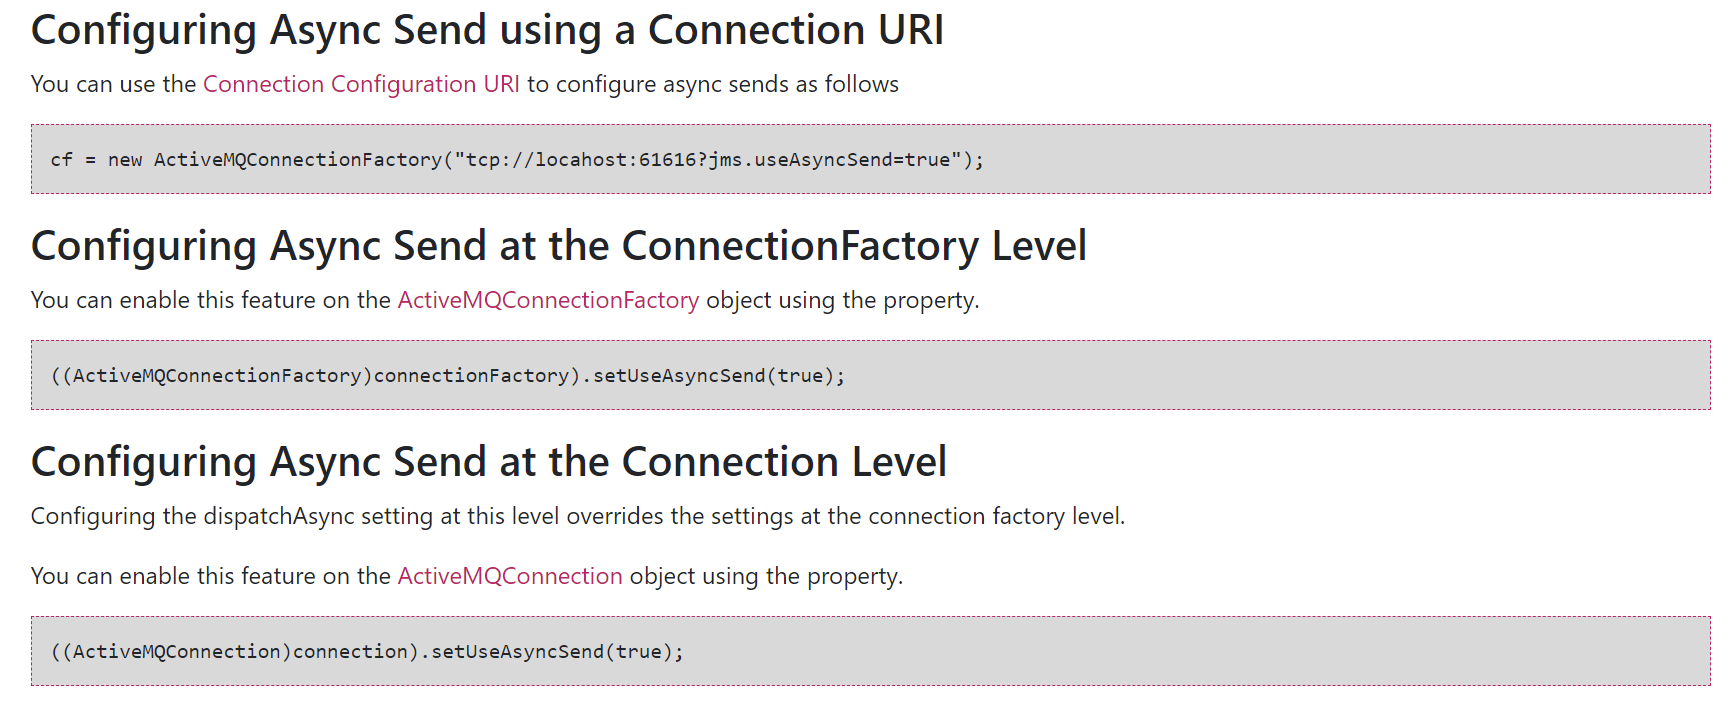 Configuring Async Send using a Connection URI
You can use the Connection Configuration URI to configure async sends as follows
cf = new ActiveMQConnectionFactory("tcp://locahost:61616?jms.useAsyncSend=true");
Configuring Async Send at the ConnectionFactory Level
You can enable this feature on the ActiveMQConnectionFactory object using the property.
((ActiveMQConnectionFactory)connectionFactory).setUseAsyncSend(true);
Configuring Async Send at the Connection Level
Configuring the dispatchAsync setting at this level overrides the settings at the connection factory level.
You can enable this feature on the ActiveMQConnection object using the property.
((ActiveMQConnection)connection).setUseAsyncSend(true);